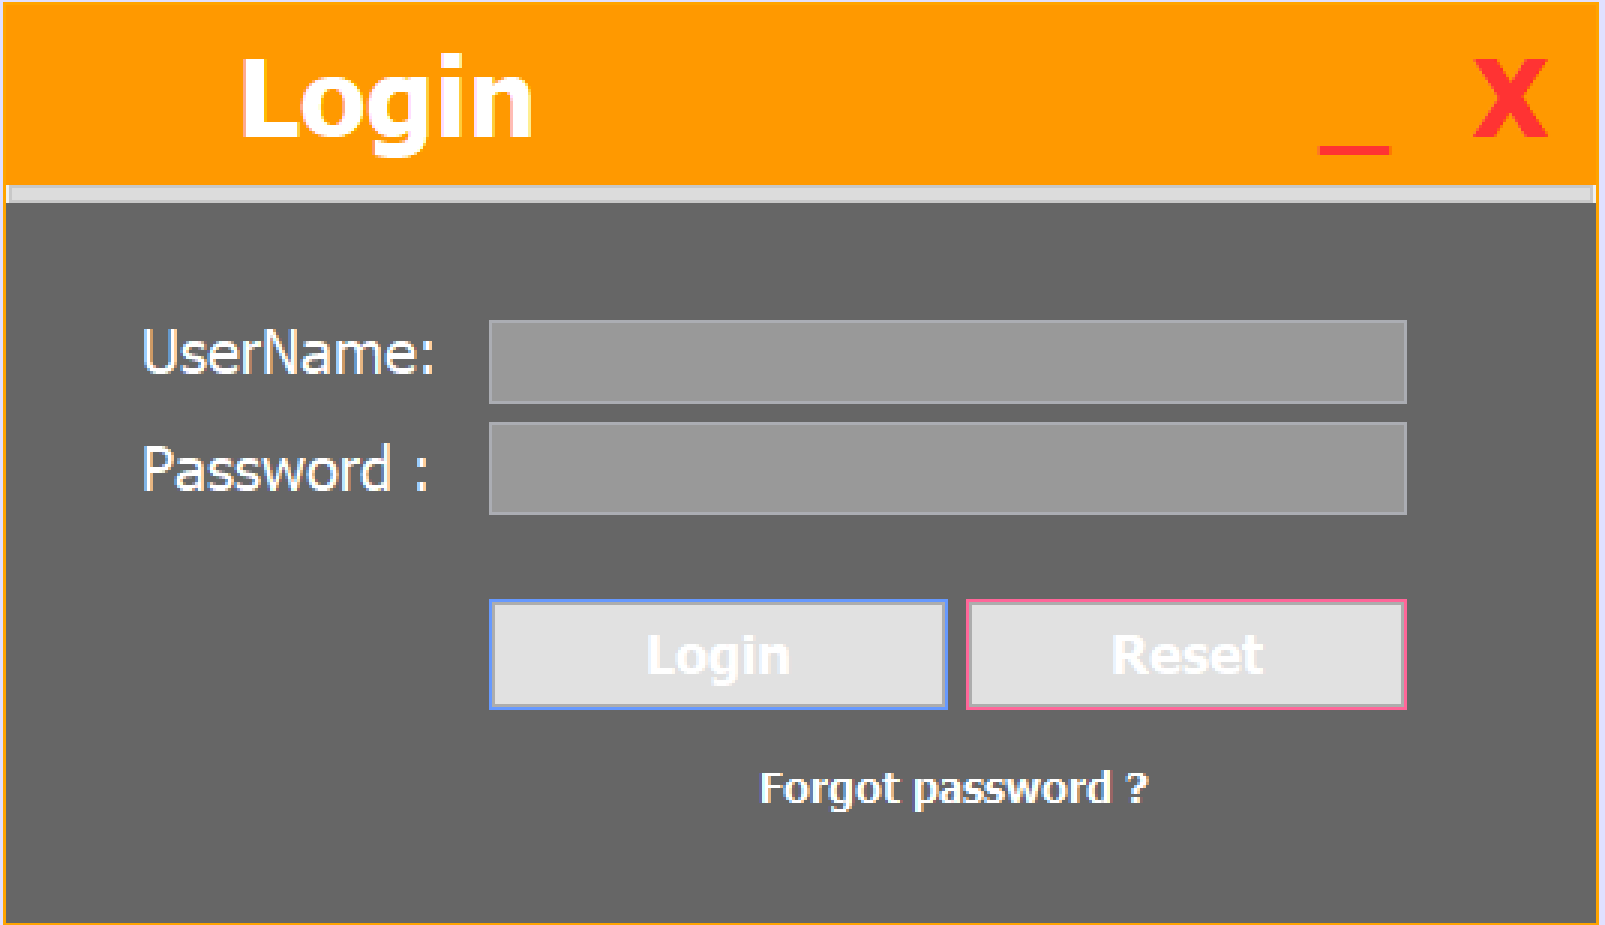 Login _ X
UserName:
Password :
Login Reset
Forgot password ?